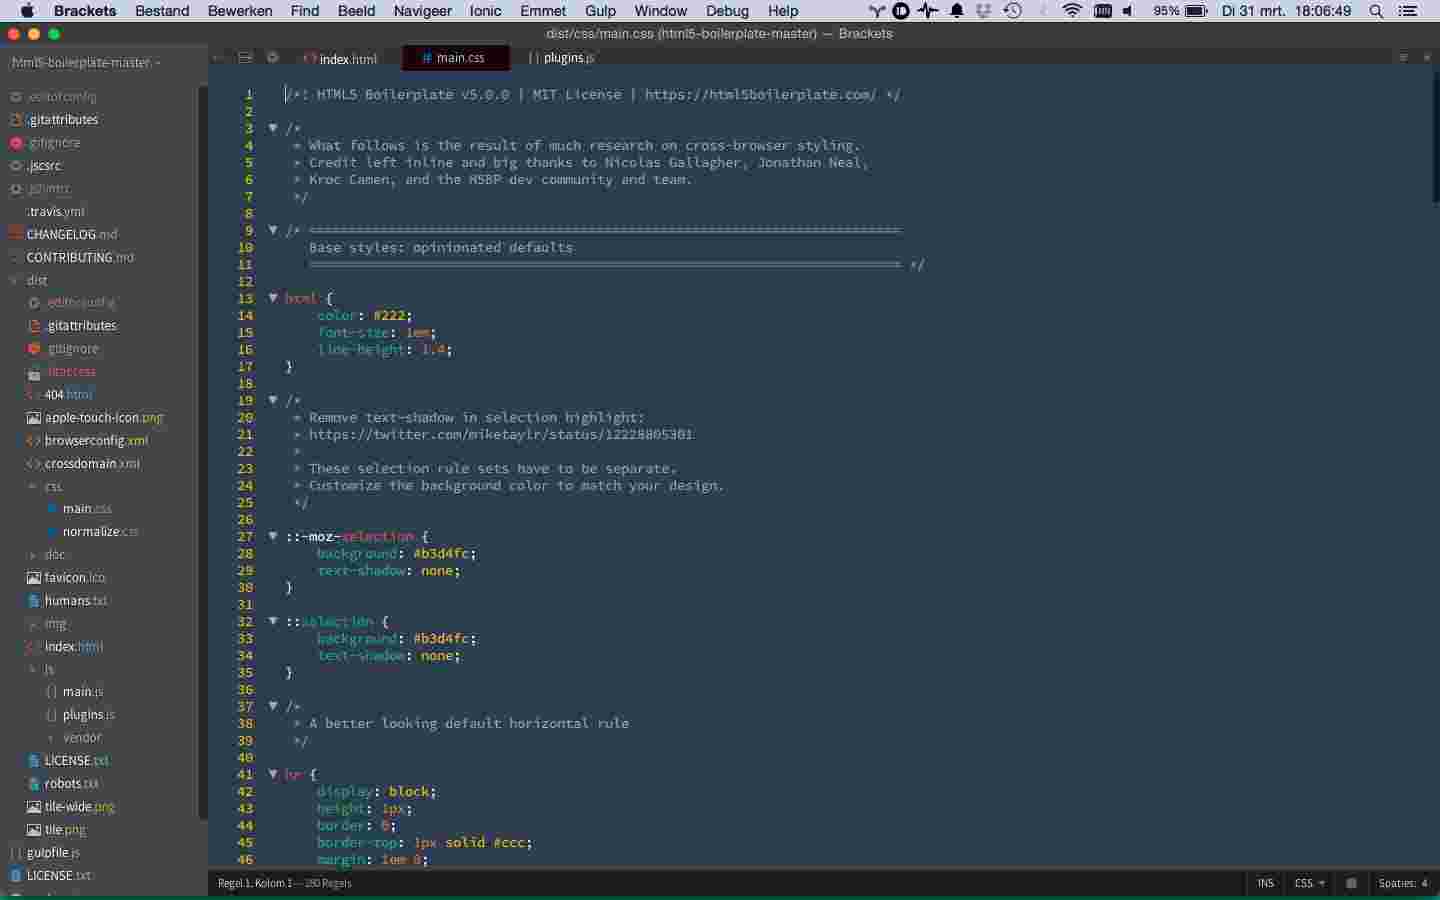 Brackets Bestand Bewerken Find Beeld Navigeer Ionic Emmet Gulp Window Debug Help 95% Di 31 mrt. 18:06:49
dist/css/main.css (html5-boilerplate-master) — Brackets
html5-boilerplate-master
index.html main.css plugins.js
.editorconfig
.gitattributes
.gitignore
.jscsrc
.jshintrc
.travis.yml
CHANGELOG.md
CONTRIBUTING.md
dist
.editorconfig
.gitattributes
.gitignore
.htaccess
404.html
apple-touch-icon.png
browserconfig.xml
crossdomain.xml
css
main.css
normalize.css
doc
favicon.ico
humans.txt
img
index.html
js
main.js
plugins.js
vendor
LICENSE.txt
robots.txt
tile-wide.png
tile.png
gulpfile.js
LICENSE.txt
1 /*! HTML5 Boilerplate v5.0.0 | MIT License | https://html5boilerplate.com/ */
2
3 /*
4 * What follows is the result of much research on cross-browser styling.
5 * Credit left inline and big thanks to Nicolas Gallagher, Jonathan Neal,
6 * Kroc Camen, and the H5BP dev community and team.
7 */
8
9 /* ==========================================================================
10 Base styles: opinionated defaults
11 ========================================================================== */
12
13 html {
14 color: #222;
15 font-size: 1em;
16 line-height: 1.4;
17 }
18
19 /*
20 * Remove text-shadow in selection highlight:
21 * https://twitter.com/miketaylr/status/12228805301
22 *
23 * These selection rule sets have to be separate.
24 * Customize the background color to match your design.
25 */
26
27 ::-moz-selection {
28 background: #b3d4fc;
29 text-shadow: none;
30 }
31
32 ::selection {
33 background: #b3d4fc;
34 text-shadow: none;
35 }
36
37 /*
38 * A better looking default horizontal rule
39 */
40
41 hr {
42 display: block;
43 height: 1px;
44 border: 0;
45 border-top: 1px solid #ccc;
46 margin: 1em 0;
Regel 1, Kolom 1 — 280 Regels INS CSS Spaties: 4